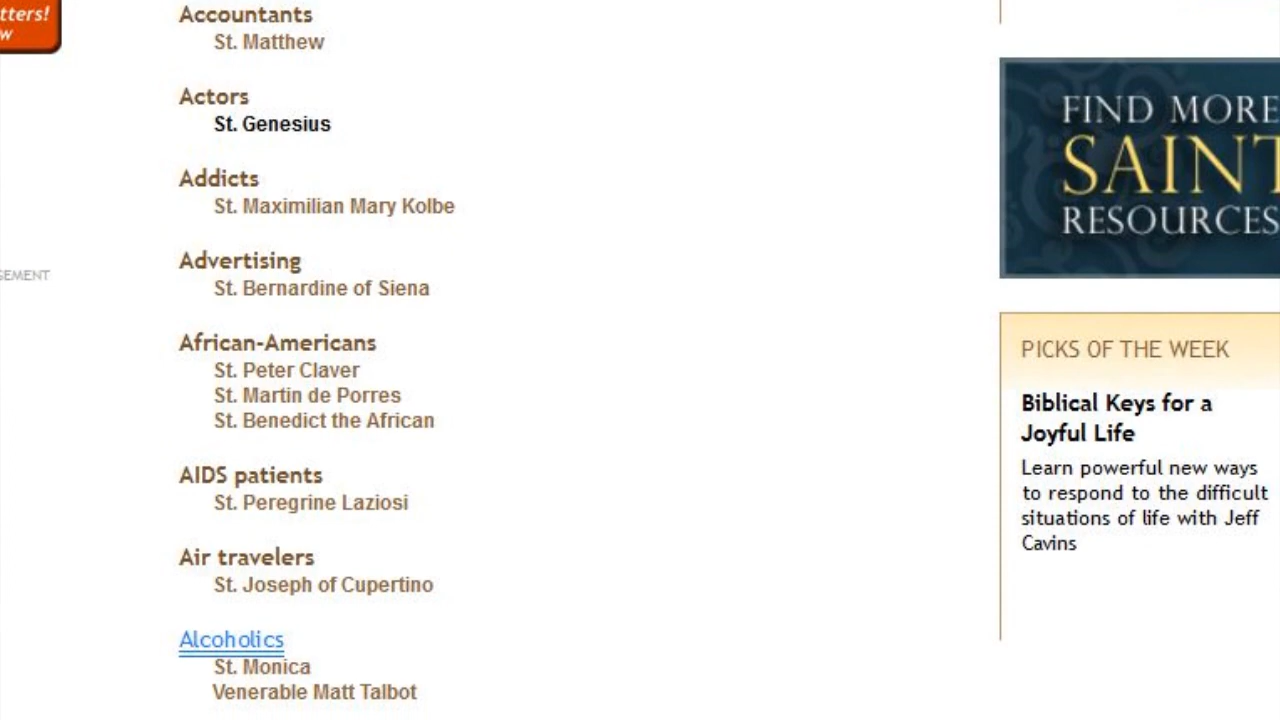 tters!
w
Accountants
St. Matthew
Actors
St. Genesius
Addicts
St. Maximilian Mary Kolbe
Advertising
St. Bernardine of Siena
GEMENT
African-Americans
St. Peter Claver
St. Martin de Porres
St. Benedict the African
AIDS patients
St. Peregrine Laziosi
Air travelers
St. Joseph of Cupertino
Alcoholics
St. Monica
Venerable Matt Talbot
FIND MORE
SAINT
RESOURCES
PICKS OF THE WEEK
Biblical Keys for a
Joyful Life
Learn powerful new ways
to respond to the difficult
situations of life with Jeff
Cavins